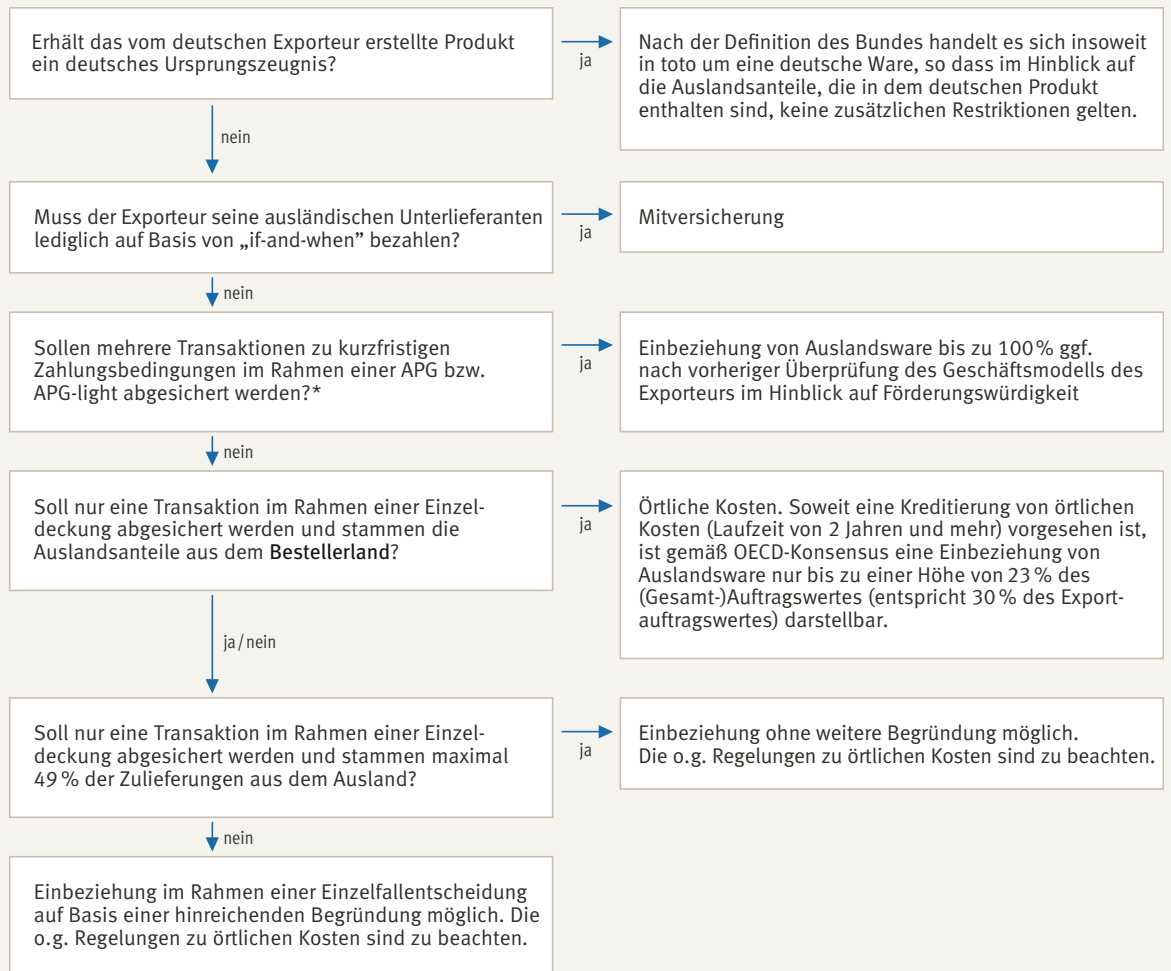 Erhält das vom deutschen Exporteur erstellte Produkt
ein deutsches Ursprungszeugnis?
ja
Nach der Definition des Bundes handelt es sich insoweit
in toto um eine deutsche Ware, so dass im Hinblick auf
die Auslandsanteile, die in dem deutschen Produkt
enthalten sind, keine zusätzlichen Restriktionen gelten.
nein
Muss der Exporteur seine ausländischen Unterlieferanten
lediglich auf Basis von „if-and-when” bezahlen?
ja
Mitversicherung
nein
Sollen mehrere Transaktionen zu kurzfristigen
Zahlungsbedingungen im Rahmen einer APG bzw.
APG-light abgesichert werden?*
ja
Einbeziehung von Auslandsware bis zu 100 % ggf.
nach vorheriger Überprüfung des Geschäftsmodells des
Exporteurs im Hinblick auf Förderungswürdigkeit
nein
Soll nur eine Transaktion im Rahmen einer Einzel-
deckung abgesichert werden und stammen die
Auslandsanteile aus dem Bestellerland?
ja
Örtliche Kosten. Soweit eine Kreditierung von örtlichen
Kosten (Laufzeit von 2 Jahren und mehr) vorgesehen ist,
ist gemäß OECD-Konsensus eine Einbeziehung von
Auslandsware nur bis zu einer Höhe von 23 % des
(Gesamt-)Auftragswertes (entspricht 30 % des Export-
auftragswertes) darstellbar.
ja / nein
Soll nur eine Transaktion im Rahmen einer Einzel-
deckung abgesichert werden und stammen maximal
49 % der Zulieferungen aus dem Ausland?
ja
Einbeziehung ohne weitere Begründung möglich.
Die o.g. Regelungen zu örtlichen Kosten sind zu beachten.
nein
Einbeziehung im Rahmen einer Einzelfallentscheidung
auf Basis einer hinreichenden Begründung möglich. Die
o.g. Regelungen zu örtlichen Kosten sind zu beachten.